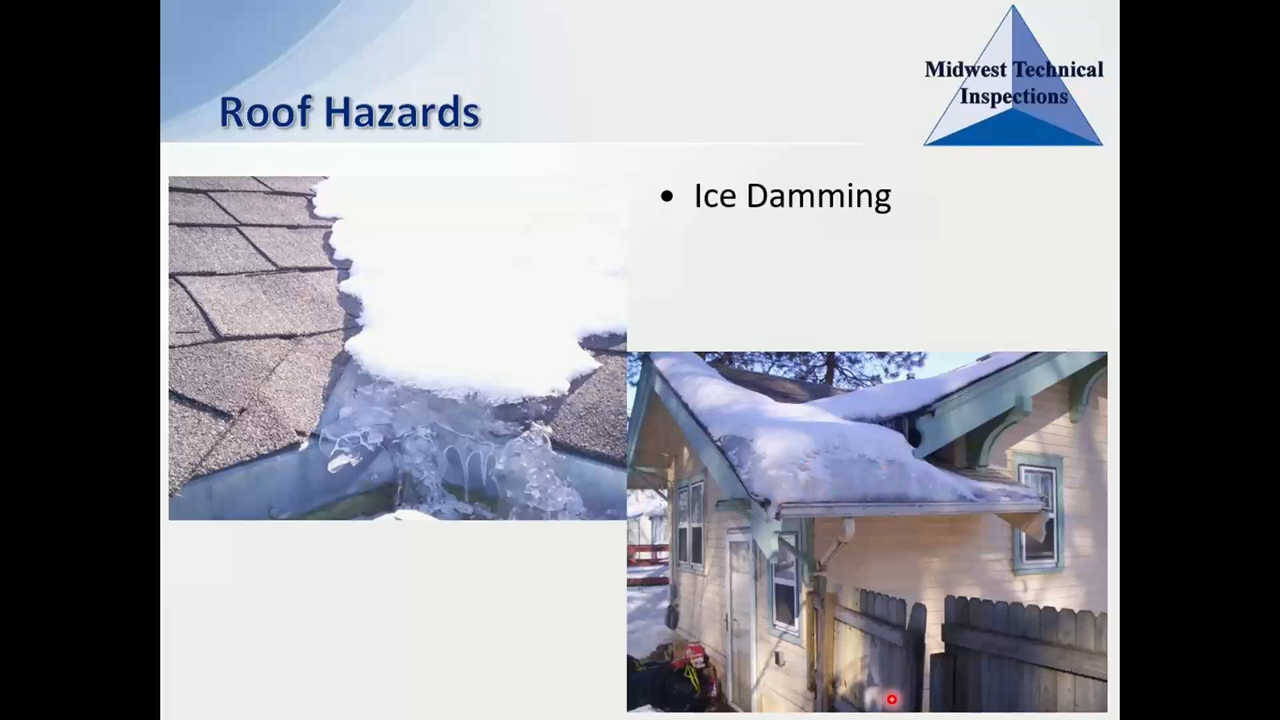 Midwest Technical
Inspections
Roof Hazards
• Ice Damming